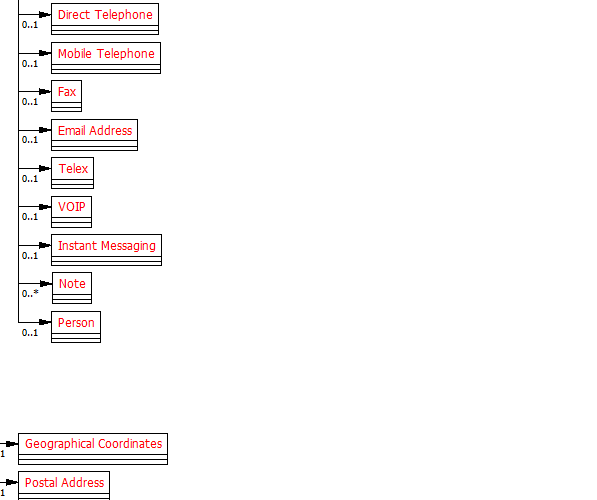 Direct Telephone
0..1
Mobile Telephone
0..1
Fax
0..1
Email Address
0..1
Telex
0..1
VOIP
0..1
Instant Messaging
0..1
Note
0..*
Person
0..1
Geographical Coordinates
1
Postal Address
1